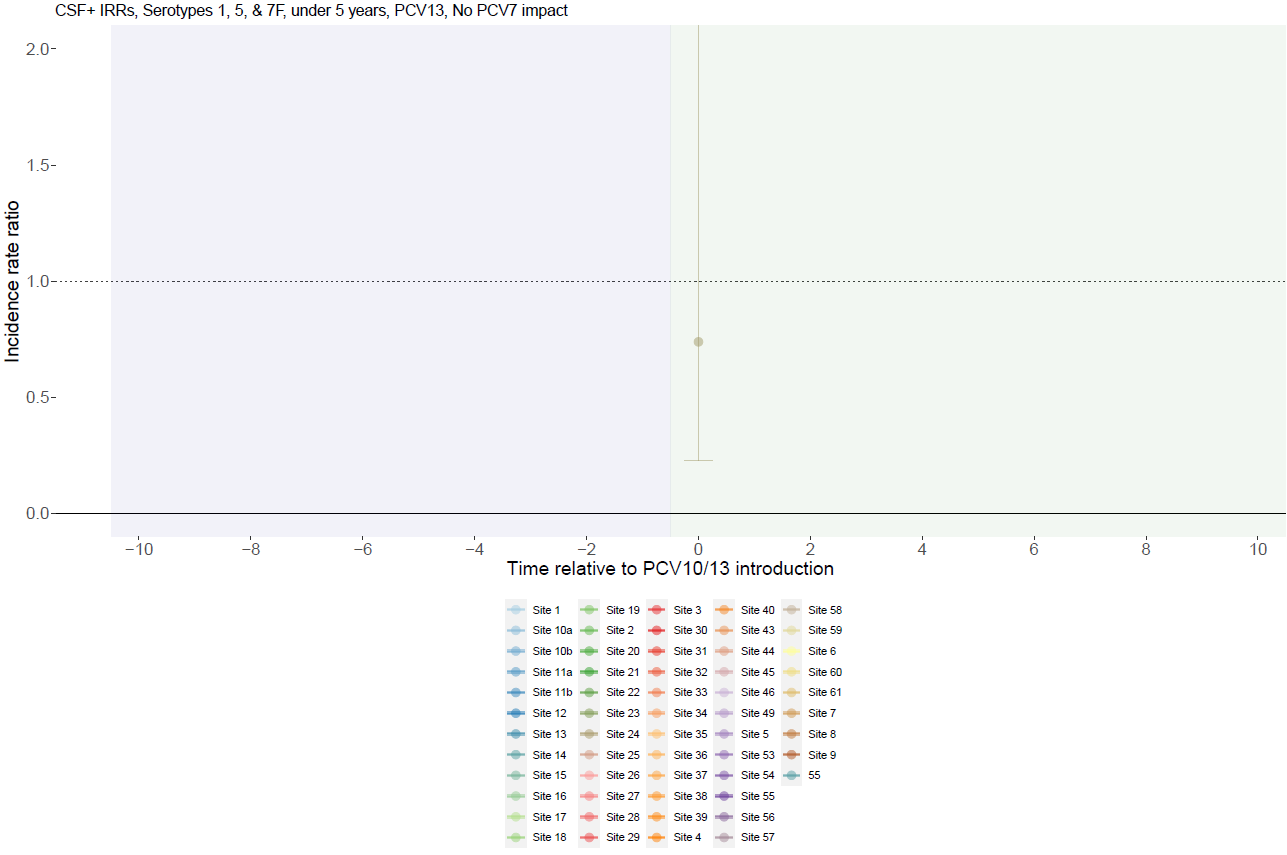 CSF+ IRRs, Serotypes 1, 5, & 7F, under 5 years, PCV13, No PCV7 impact
Incidence rate ratio
2.0
1.5
1.0
0.5
0.0
−10 −8 −6 −4 −2 0 2 4 6 8 10
Time relative to PCV10/13 introduction
Site 1 Site 19 Site 3 Site 40 Site 58
Site 10a Site 2 Site 30 Site 43 Site 59
Site 10b Site 20 Site 31 Site 44 Site 6
Site 11a Site 21 Site 32 Site 45 Site 60
Site 11b Site 22 Site 33 Site 46 Site 61
Site 12 Site 23 Site 34 Site 49 Site 7
Site 13 Site 24 Site 35 Site 5 Site 8
Site 14 Site 25 Site 36 Site 53 Site 9
Site 15 Site 26 Site 37 Site 54 55
Site 16 Site 27 Site 38 Site 55
Site 17 Site 28 Site 39 Site 56
Site 18 Site 29 Site 4 Site 57